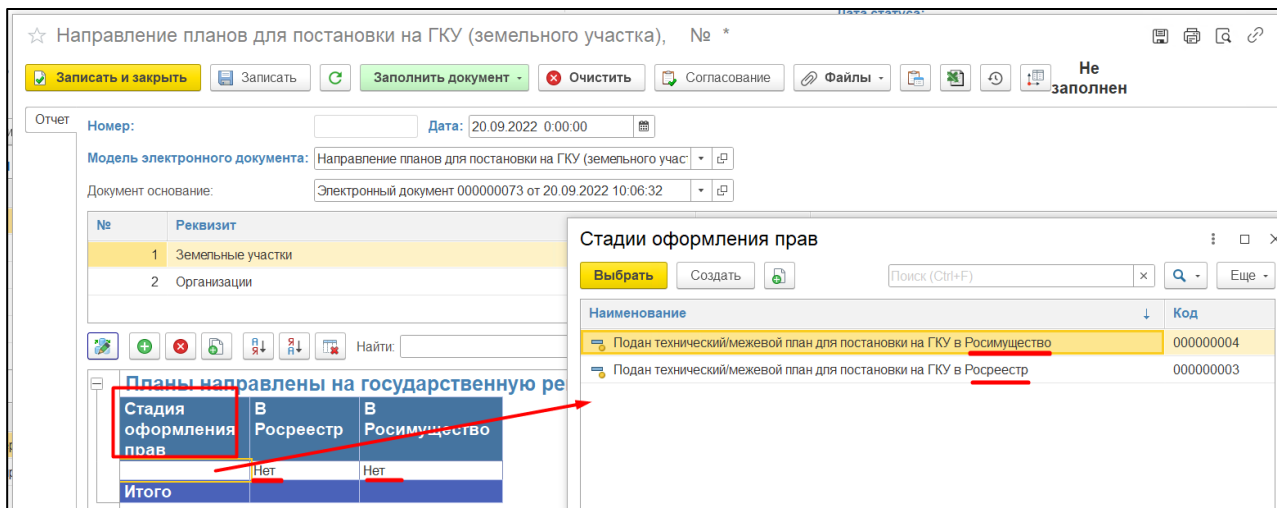 Дата статуса:
Направление планов для постановки на ГКУ (земельного участка), № *
Записать и закрыть Записать Заполнить документ Очистить Согласование Файлы Не заполнен
Отчет
Номер: Дата: 20.09.2022 0:00:00
Модель электронного документа: Направление планов для постановки на ГКУ (земельного учас
Документ основание: Электронный документ 000000073 от 20.09.2022 10:06:32
№ Реквизит
1 Земельные участки
2 Организации
Найти:
Планы направлены на государственную ре
Стадия оформления прав
В Росреестр
В Росимущество
Нет Нет
Итого
Стадии оформления прав
Выбрать Создать Поиск (Ctrl+F) × Еще
Наименование ↓ Код
Подан технический/межевой план для постановки на ГКУ в Росимущество 000000004
Подан технический/межевой план для постановки на ГКУ в Росреестр 000000003